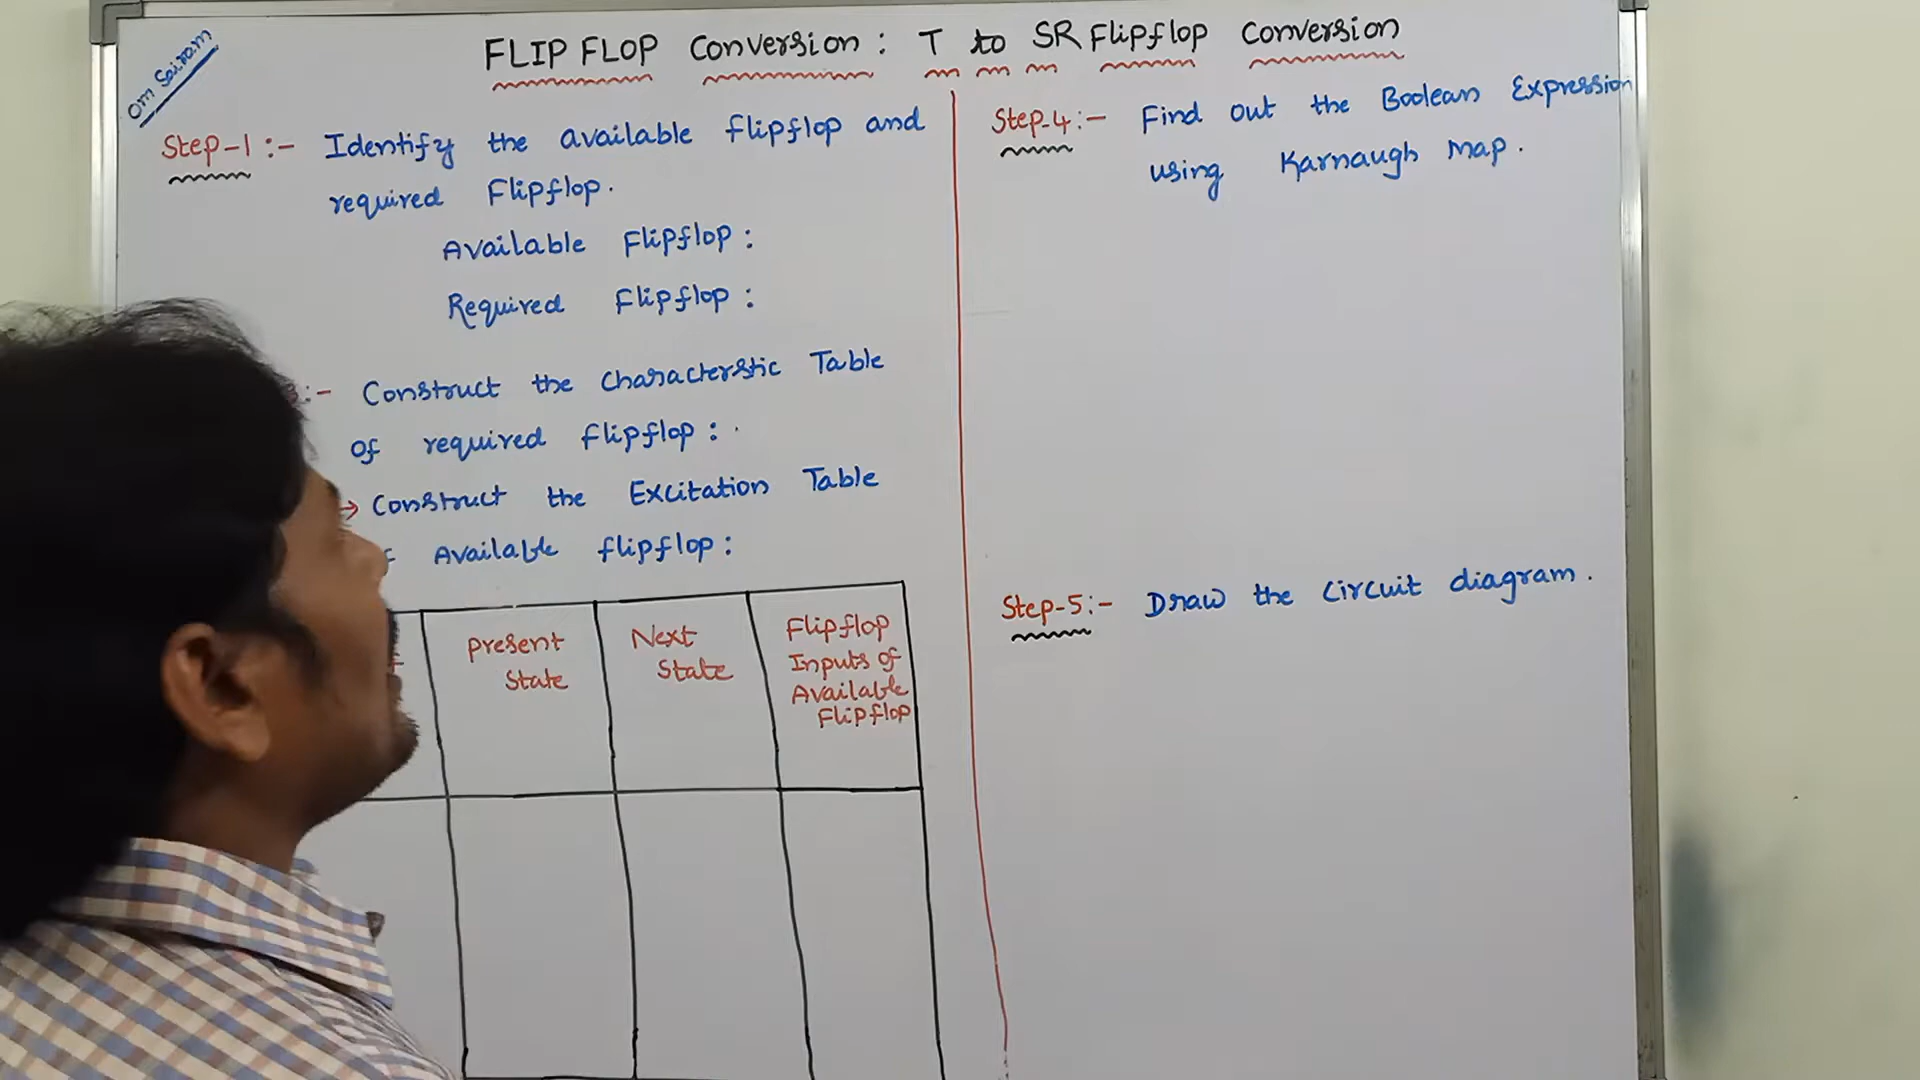 Om Sairam
FLIP FLOP Conversion : T to SR Flipflop Conversion
Step-1 :- Identify the available flipflop and
required Flipflop.
Available Flipflop :
Required Flipflop :
3:- Construct the Characterstic Table
of required flipflop :
→ Construct the Excitation Table
Available flipflop :
Present
State
Next
State
Flipflop
Inputs of
Available
Flipflop
Step-4:- Find out the Boolean Expression
using Karnaugh Map.
Step-5:- Draw the Circuit diagram.